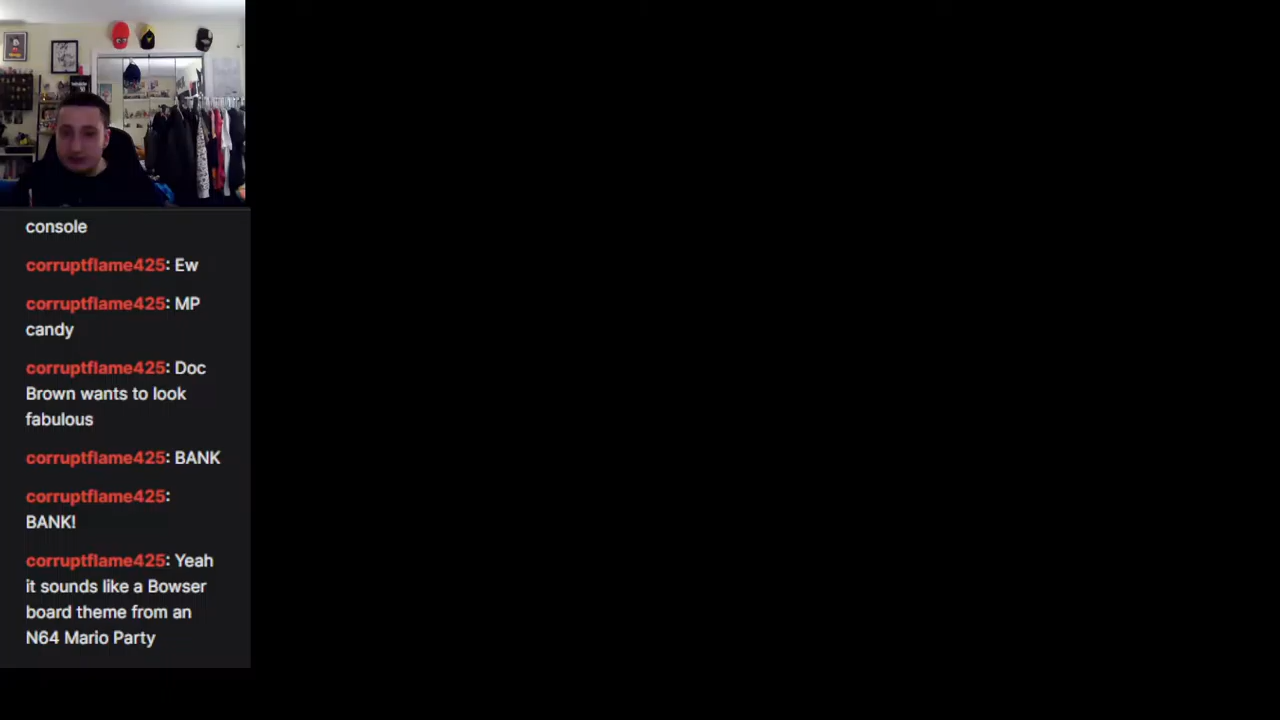 console
corruptflame425: Ew
corruptflame425: MP
candy
corruptflame425: Doc
Brown wants to look
fabulous
corruptflame425: BANK
corruptflame425:
BANK!
corruptflame425: Yeah
it sounds like a Bowser
board theme from an
N64 Mario Party